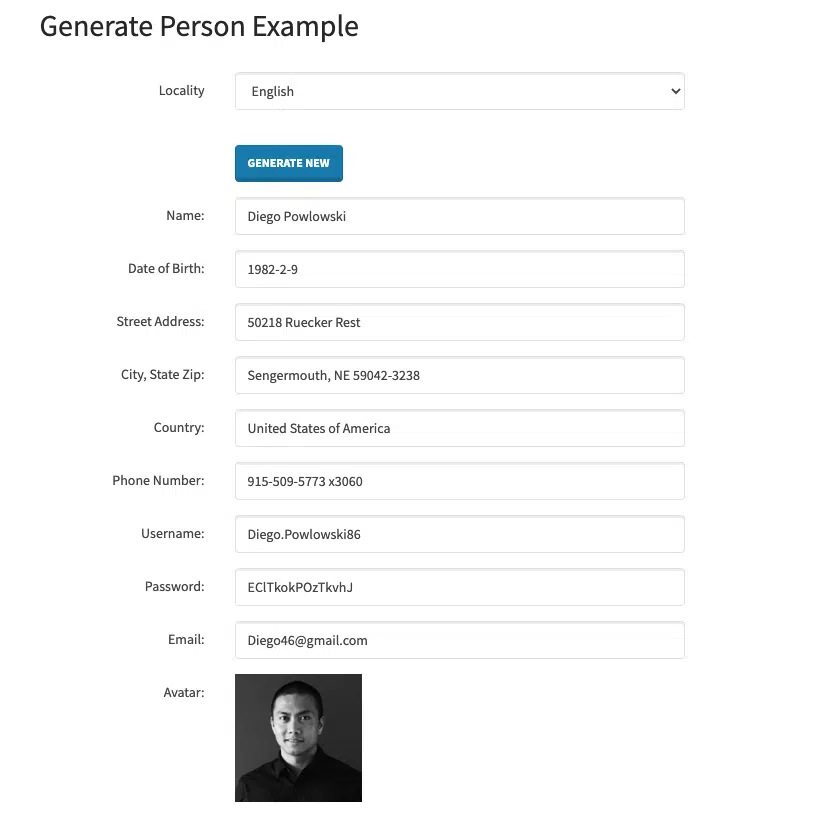 Generate Person Example
Locality English
GENERATE NEW
Name: Diego Powlowski
Date of Birth: 1982-2-9
Street Address: 50218 Ruecker Rest
City, State Zip: Sengermouth, NE 59042-3238
Country: United States of America
Phone Number: 915-509-5773 x3060
Username: Diego.Powlowski86
Password: EClTkokPOzTkvhJ
Email: Diego46@gmail.com
Avatar: